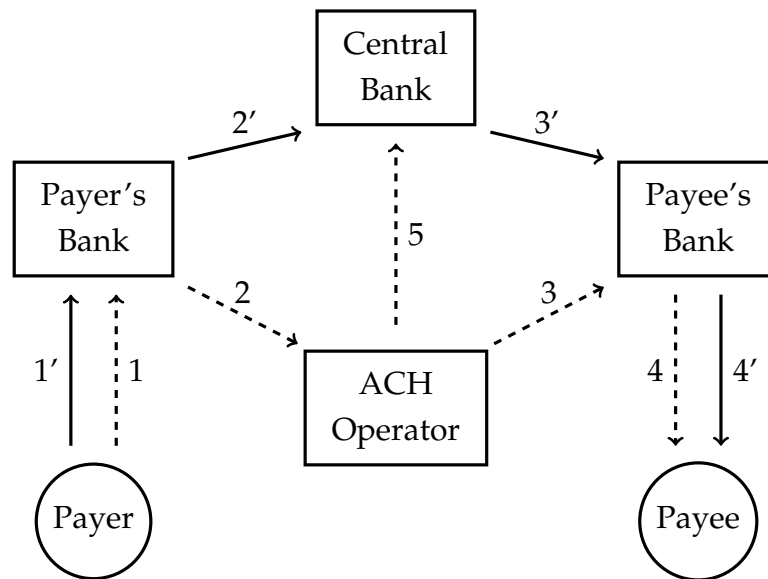 Central
Bank
2'
3'
Payer's
Bank
Payee's
Bank
5
2
3
1'
1
4
4'
ACH
Operator
Payer
Payee